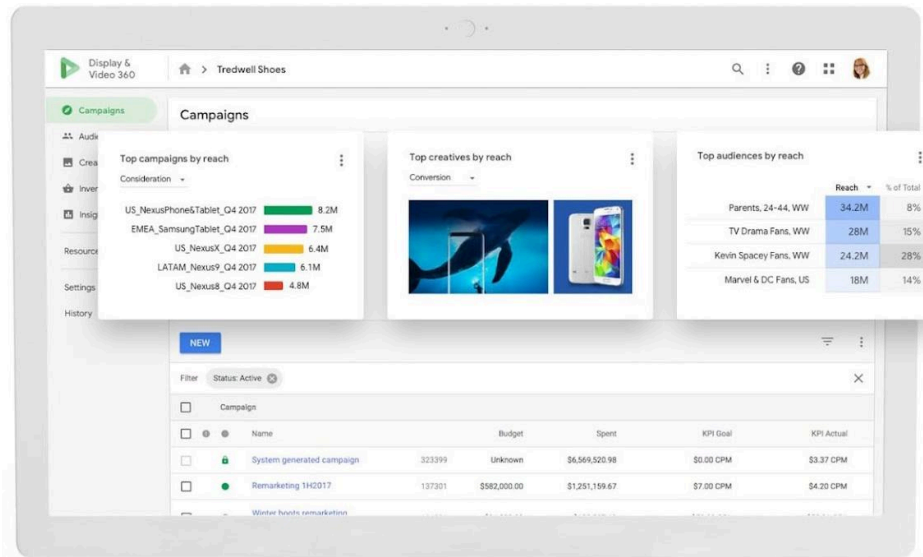 Display &
Video 360
Tredwell Shoes
Campaigns
Campaigns
Audie
Crea
Inven
Insig
Resource
Settings
History
Top campaigns by reach
Consideration
US_NexusPhone&Tablet_Q4 2017 8.2M
EMEA_SamsungTablet_Q4 2017 7.5M
US_NexusX_Q4 2017 6.4M
LATAM_Nexus9_Q4 2017 6.1M
US_Nexus8_Q4 2017 4.8M
Top creatives by reach
Conversion
Top audiences by reach
Reach % of Total
Parents, 24-44, WW 34.2M 8%
TV Drama Fans, WW 28M 15%
Kevin Spacey Fans, WW 24.2M 28%
Marvel & DC Fans, US 18M 14%
NEW
Filter Status: Active
Campaign
Name Budget Spent KPI Goal KPI Actual
System generated campaign 323399 Unknown $6,569,520.98 $0.00 CPM $3.37 CPM
Remarketing 1H2017 137301 $582,000.00 $1,251,159.67 $7.00 CPM $4.20 CPM
Winter boots remarketing